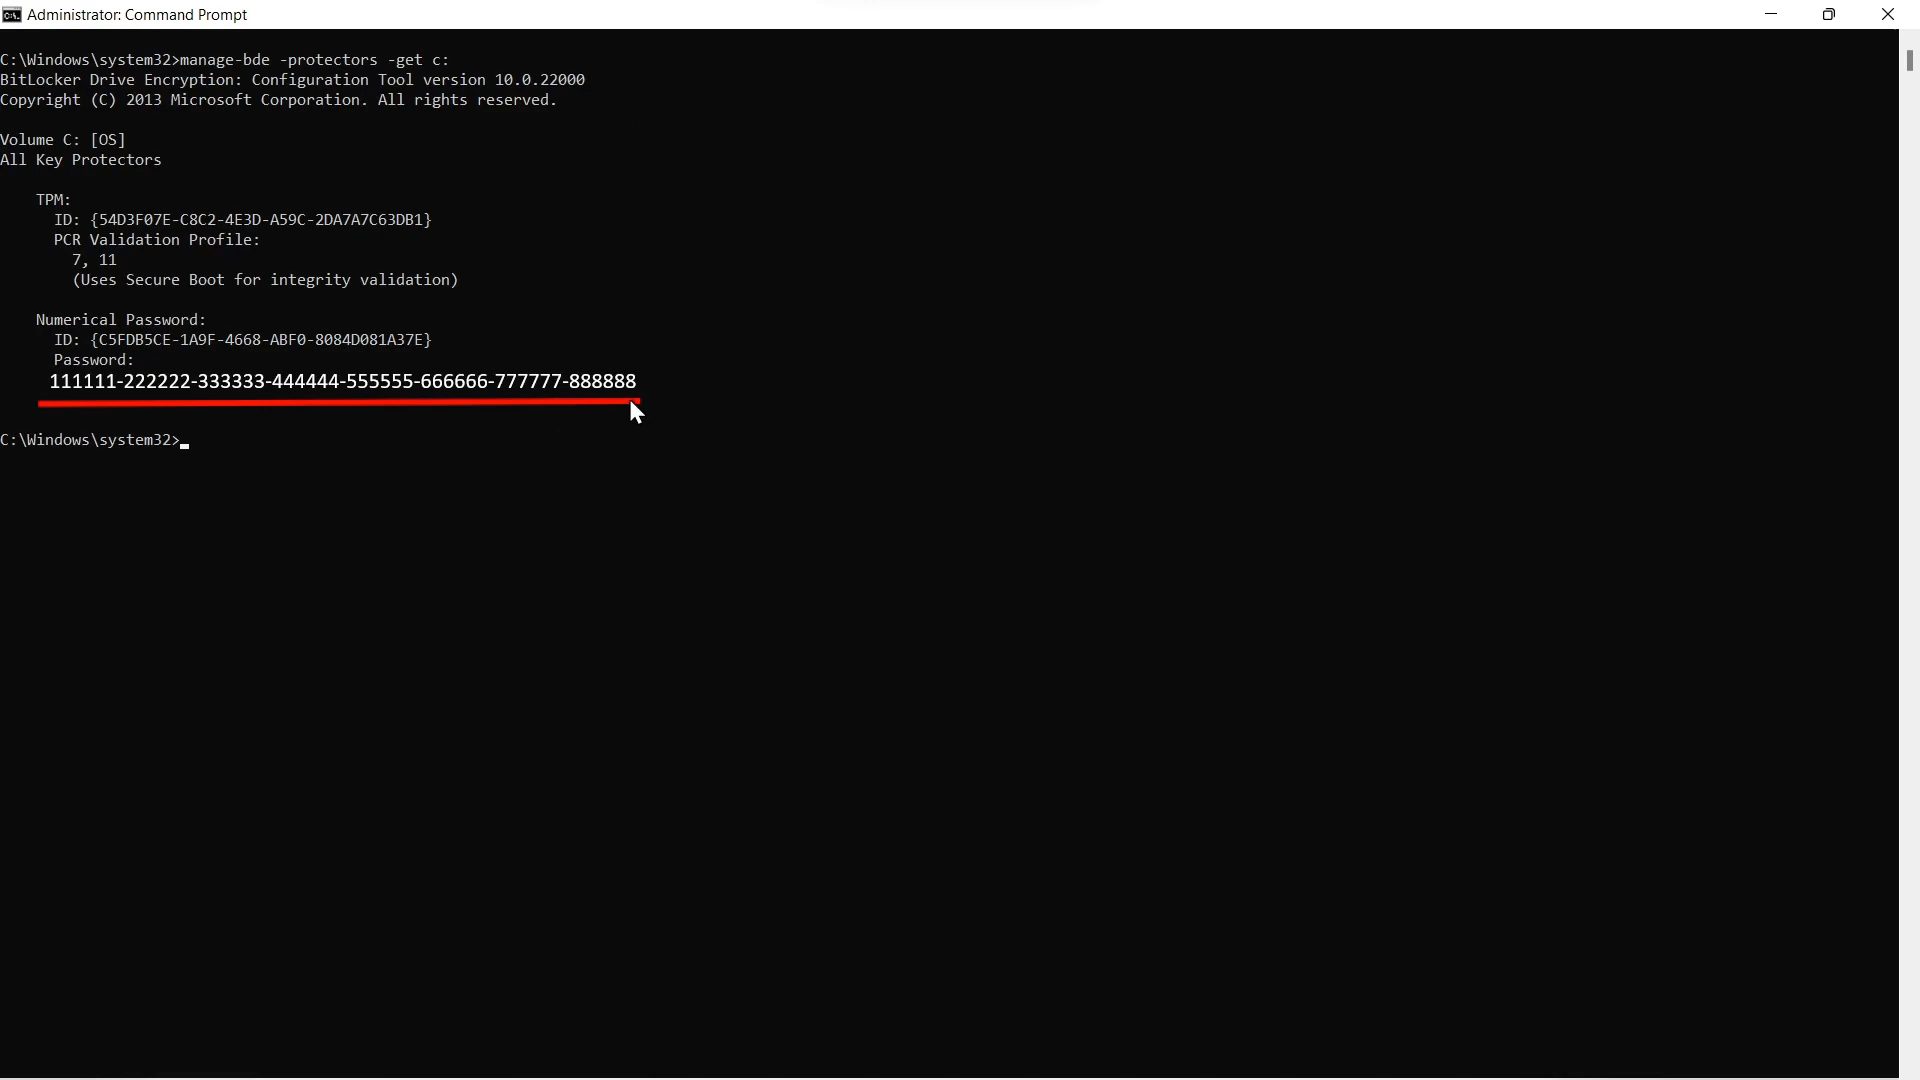 Administrator: Command Prompt
C:\Windows\system32>manage-bde -protectors -get c:
BitLocker Drive Encryption: Configuration Tool version 10.0.22000
Copyright (C) 2013 Microsoft Corporation. All rights reserved.
Volume C: [OS]
All Key Protectors
TPM:
ID: {54D3F07E-C8C2-4E3D-A59C-2DA7A7C63DB1}
PCR Validation Profile:
7, 11
(Uses Secure Boot for integrity validation)
Numerical Password:
ID: {C5FDB5CE-1A9F-4668-ABF0-8084D081A37E}
Password:
111111-222222-333333-444444-555555-666666-777777-888888
C:\Windows\system32>